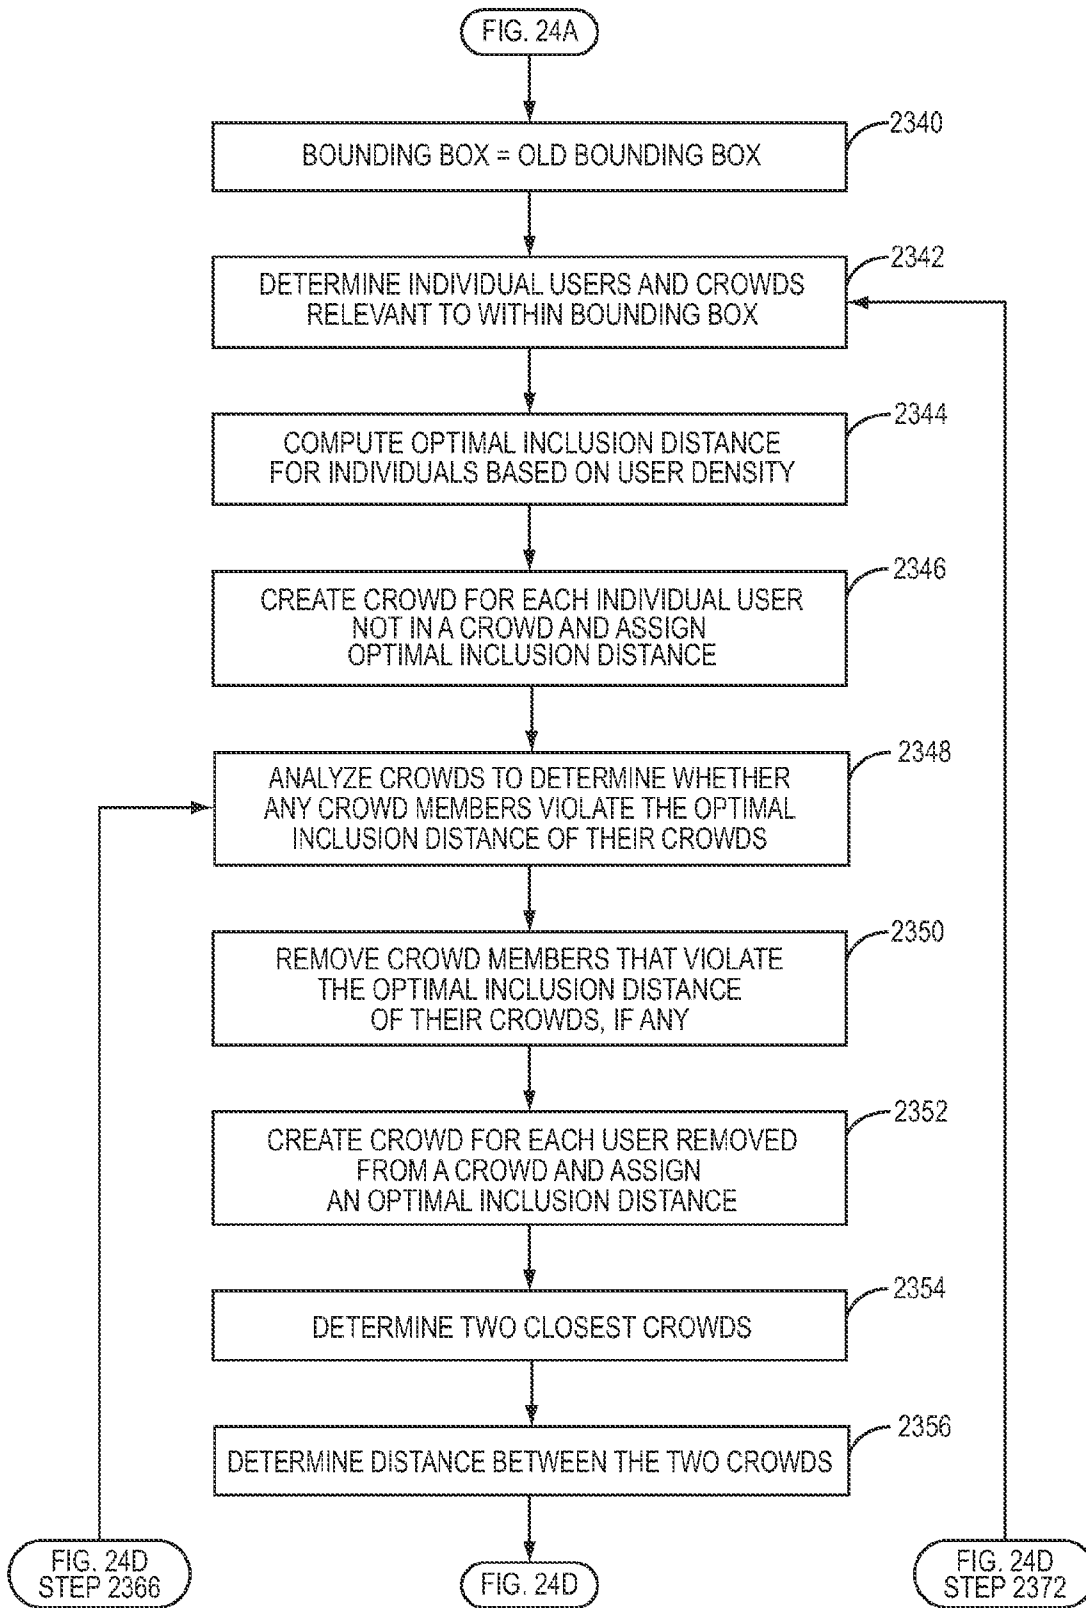 FIG. 24A
2340
BOUNDING BOX = OLD BOUNDING BOX
2342
DETERMINE INDIVIDUAL USERS AND CROWDS
RELEVANT TO WITHIN BOUNDING BOX
2344
COMPUTE OPTIMAL INCLUSION DISTANCE
FOR INDIVIDUALS BASED ON USER DENSITY
2346
CREATE CROWD FOR EACH INDIVIDUAL USER
NOT IN A CROWD AND ASSIGN
OPTIMAL INCLUSION DISTANCE
2348
ANALYZE CROWDS TO DETERMINE WHETHER
ANY CROWD MEMBERS VIOLATE THE OPTIMAL
INCLUSION DISTANCE OF THEIR CROWDS
2350
REMOVE CROWD MEMBERS THAT VIOLATE
THE OPTIMAL INCLUSION DISTANCE
OF THEIR CROWDS, IF ANY
2352
CREATE CROWD FOR EACH USER REMOVED
FROM A CROWD AND ASSIGN
AN OPTIMAL INCLUSION DISTANCE
2354
DETERMINE TWO CLOSEST CROWDS
2356
DETERMINE DISTANCE BETWEEN THE TWO CROWDS
FIG. 24D
STEP 2366
FIG. 24D
FIG. 24D
STEP 2372